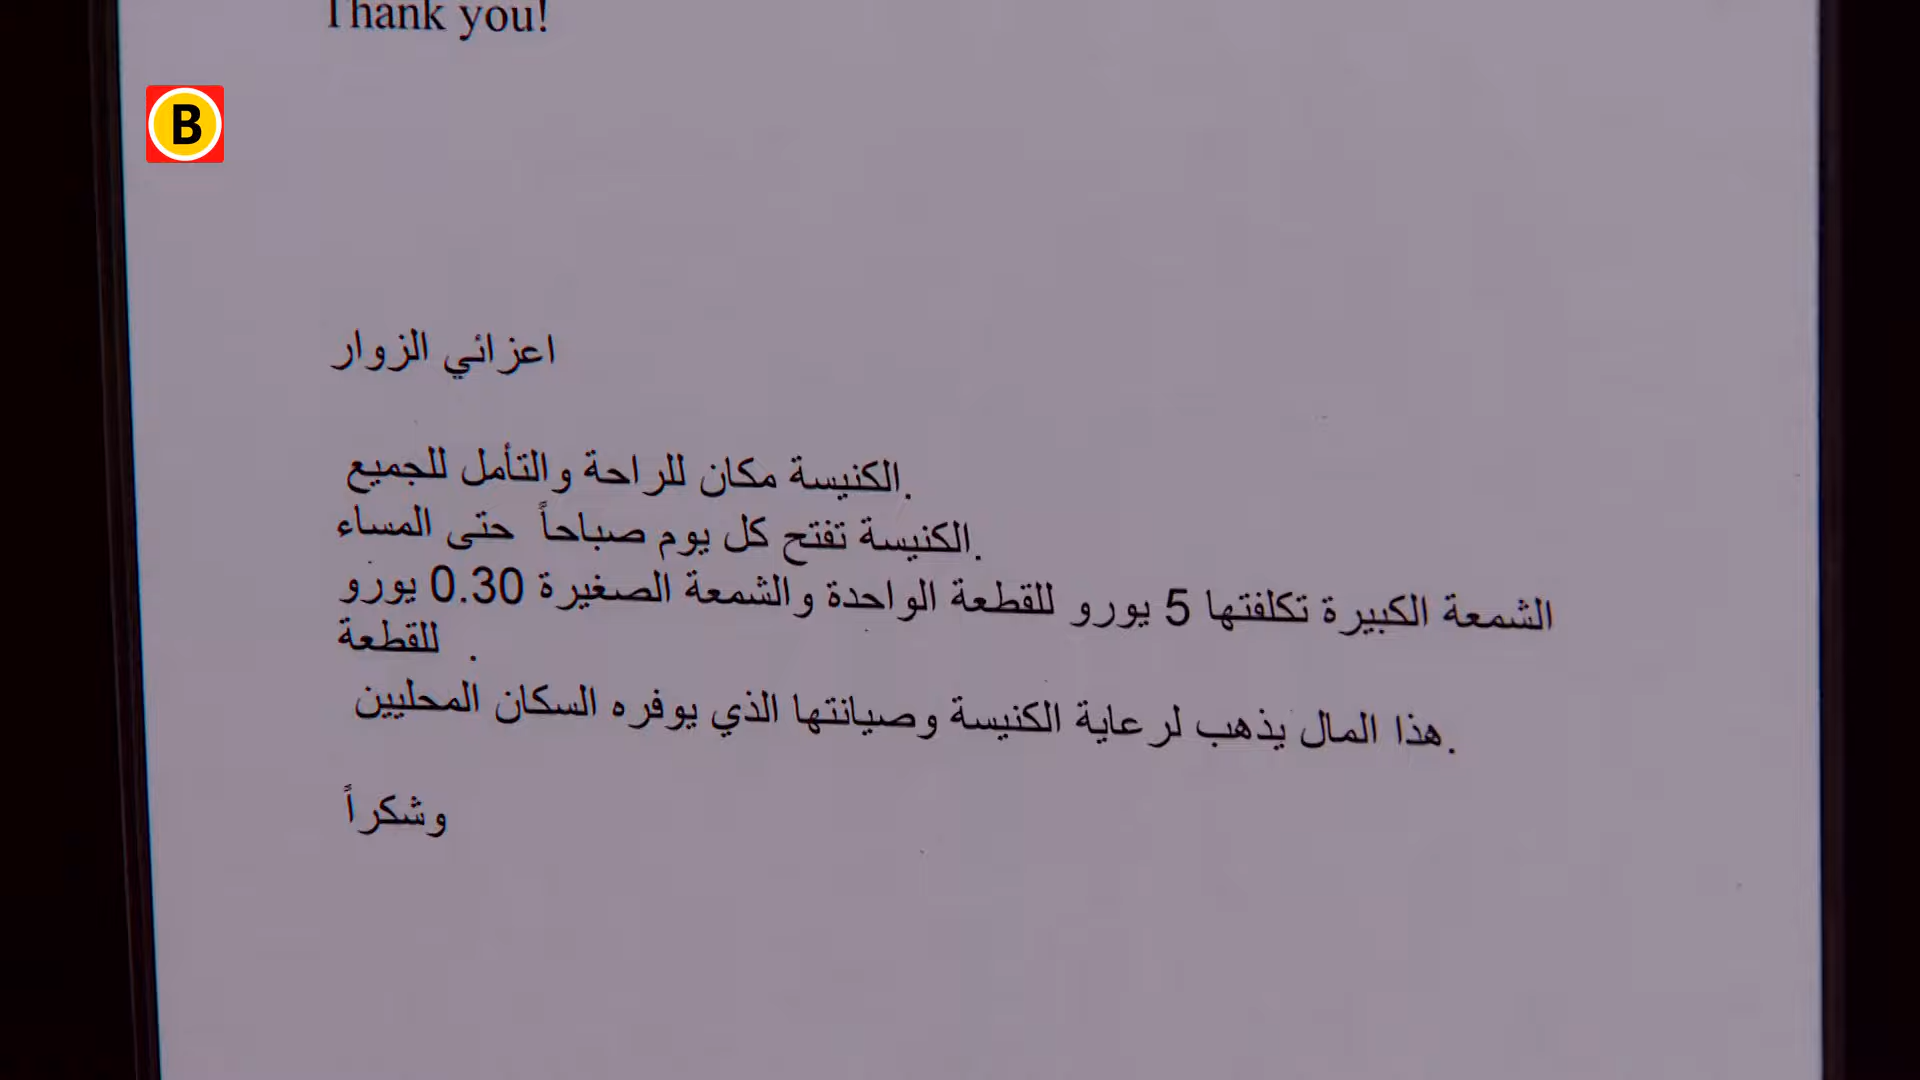 Thank you!
B
اعزائي الزوار
الكنيسة مكان للراحة والتأمل للجميع.
الكنيسة تفتح كل يوم صباحاً حتى المساء.
الشمعة الكبيرة تكلفتها 5 يورو للقطعة الواحدة والشمعة الصغيرة 0.30 يورو
للقطعة .
هذا المال يذهب لرعاية الكنيسة وصيانتها الذي يوفره السكان المحليين.
وشكراً